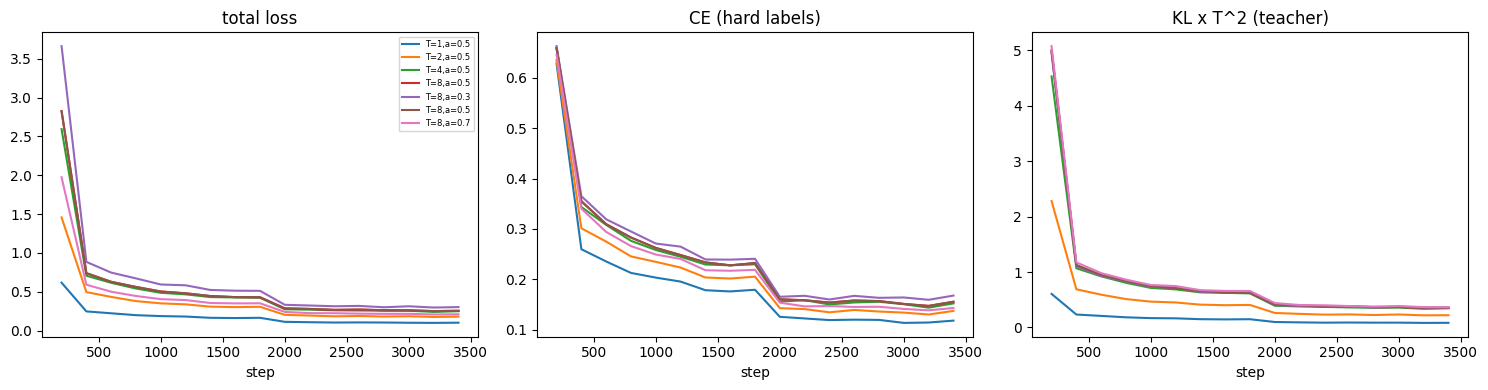 total loss
3.5
3.0
2.5
2.0
1.5
1.0
0.5
0.0
T=1,a=0.5
T=2,a=0.5
T=4,a=0.5
T=8,a=0.5
T=8,a=0.3
T=8,a=0.5
T=8,a=0.7
500 1000 1500 2000 2500 3000 3500
step
CE (hard labels)
0.6
0.5
0.4
0.3
0.2
0.1
500 1000 1500 2000 2500 3000 3500
step
KL x T^2 (teacher)
5
4
3
2
1
0
500 1000 1500 2000 2500 3000 3500
step